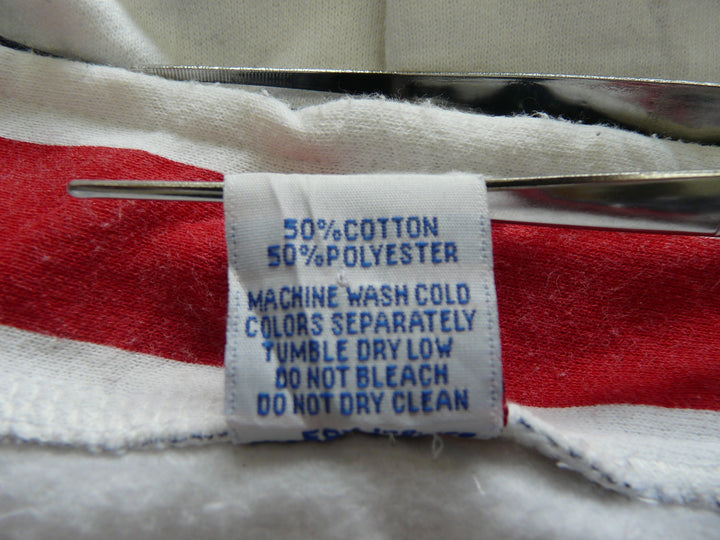 50%COTTON
50%POLYESTER
MACHINE WASH COLD
COLORS SEPARATELY
TUMBLE DRY LOW
DO NOT BLEACH
DO NOT DRY CLEAN